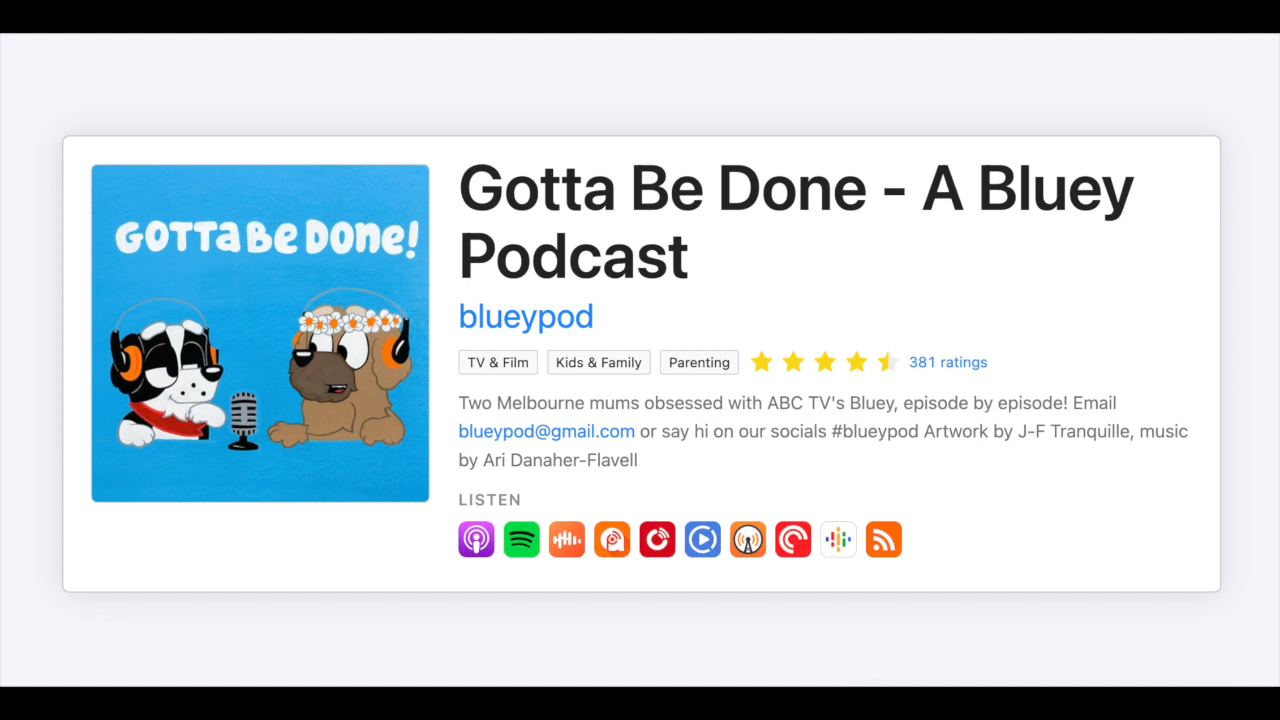 GOTTA BE DONE!
Gotta Be Done - A Bluey
Podcast
blueypod
TV & Film Kids & Family Parenting 381 ratings
Two Melbourne mums obsessed with ABC TV's Bluey, episode by episode! Email
blueypod@gmail.com or say hi on our socials #blueypod Artwork by J-F Tranquille, music
by Ari Danaher-Flavell
LISTEN